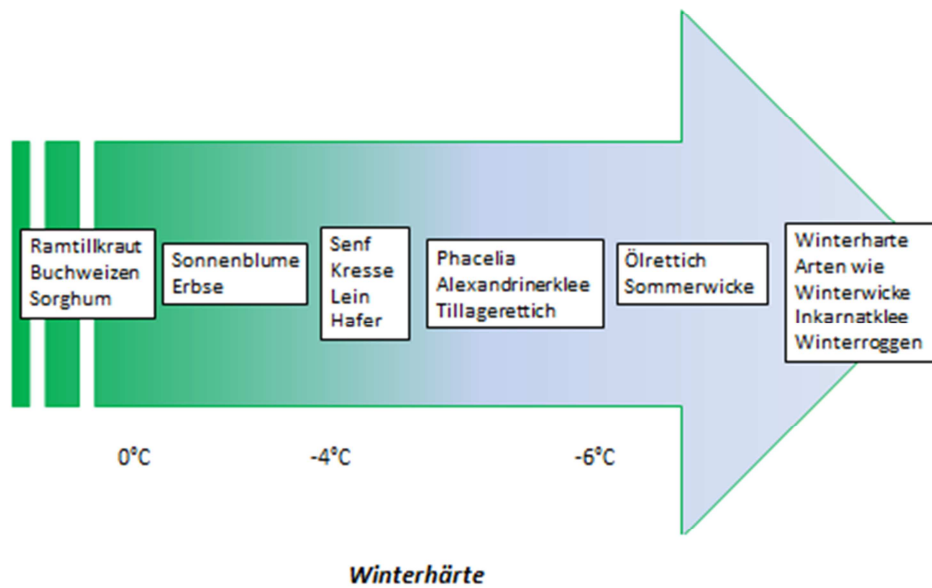 Ramtillkraut
Buchweizen
Sorghum
Sonnenblume
Erbse
Senf
Kresse
Lein
Hafer
Phacelia
Alexandrinerklee
Tillagerettich
Ölrettich
Sommerwicke
Winterharte
Arten wie
Winterwicke
Inkarnatklee
Winterroggen
0°C
-4°C
-6°C
Winterhärte